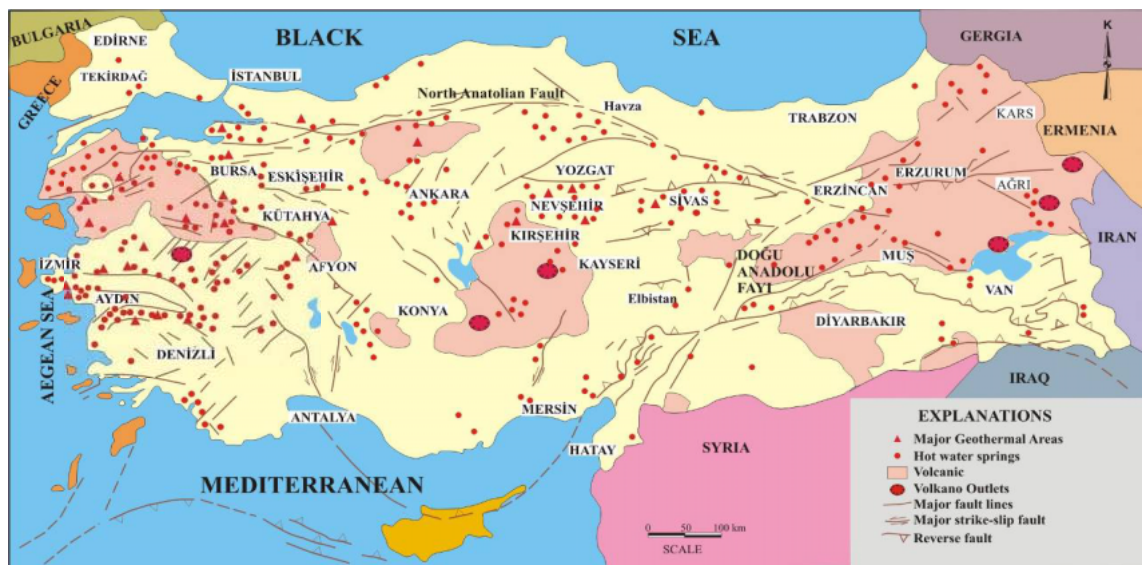 BULGARIA
EDİRNE
BLACK
SEA
GERGIA
K
TEKİRDAĞ
İSTANBUL
GREECE
North Anatolian Fault
Havza
TRABZON
KARS
ERMENIA
BURSA
ESKİŞEHİR
ANKARA
YOZGAT
ERZİNCAN
ERZURUM
AĞRI
KÜTAHYA
NEVŞEHİR
SİVAS
KIRŞEHİR
IRAN
İZMİR
AFYON
KAYSERİ
DOĞU
ANADOLU
FAYI
MUŞ
VAN
AYDIN
KONYA
Elbistan
DİYARBAKIR
AEGEAN SEA
DENİZLİ
IRAQ
ANTALYA
MERSİN
HATAY
SYRIA
MEDITERRANEAN
EXPLANATIONS
Major Geothermal Areas
Hot water springs
Volcanic
Volkano Outlets
Major fault lines
Major strike-slip fault
Reverse fault
0 50 100 km
SCALE